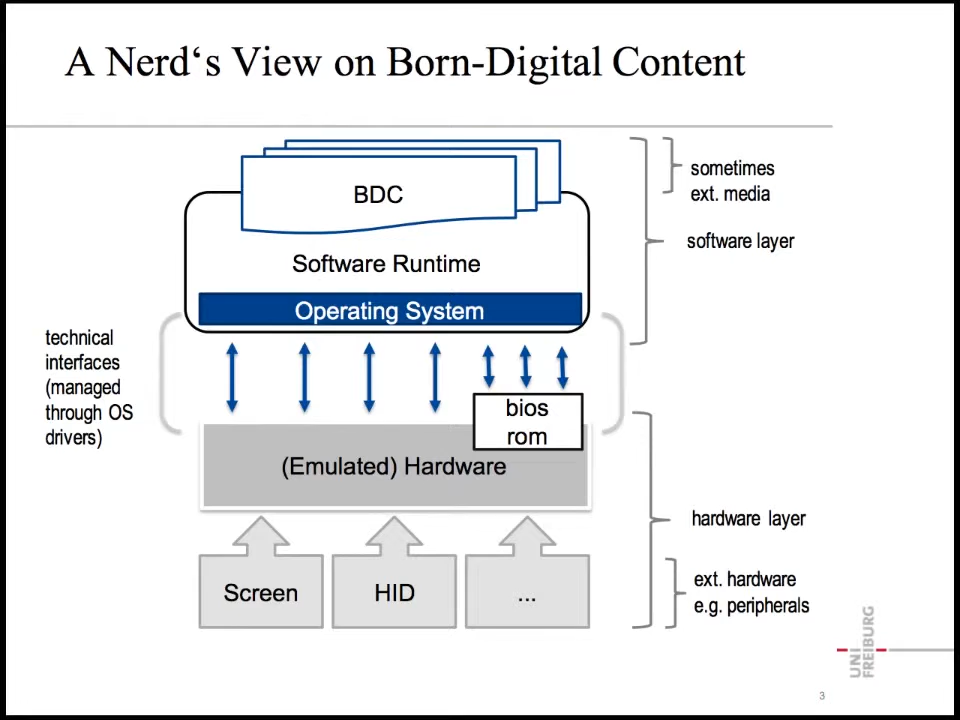 A Nerd‘s View on Born-Digital Content
BDC
Software Runtime
Operating System
sometimes
ext. media
software layer
technical
interfaces
(managed
through OS
drivers)
bios
rom
(Emulated) Hardware
hardware layer
Screen
HID
...
ext. hardware
e.g. peripherals
UNI
FREIBURG
3